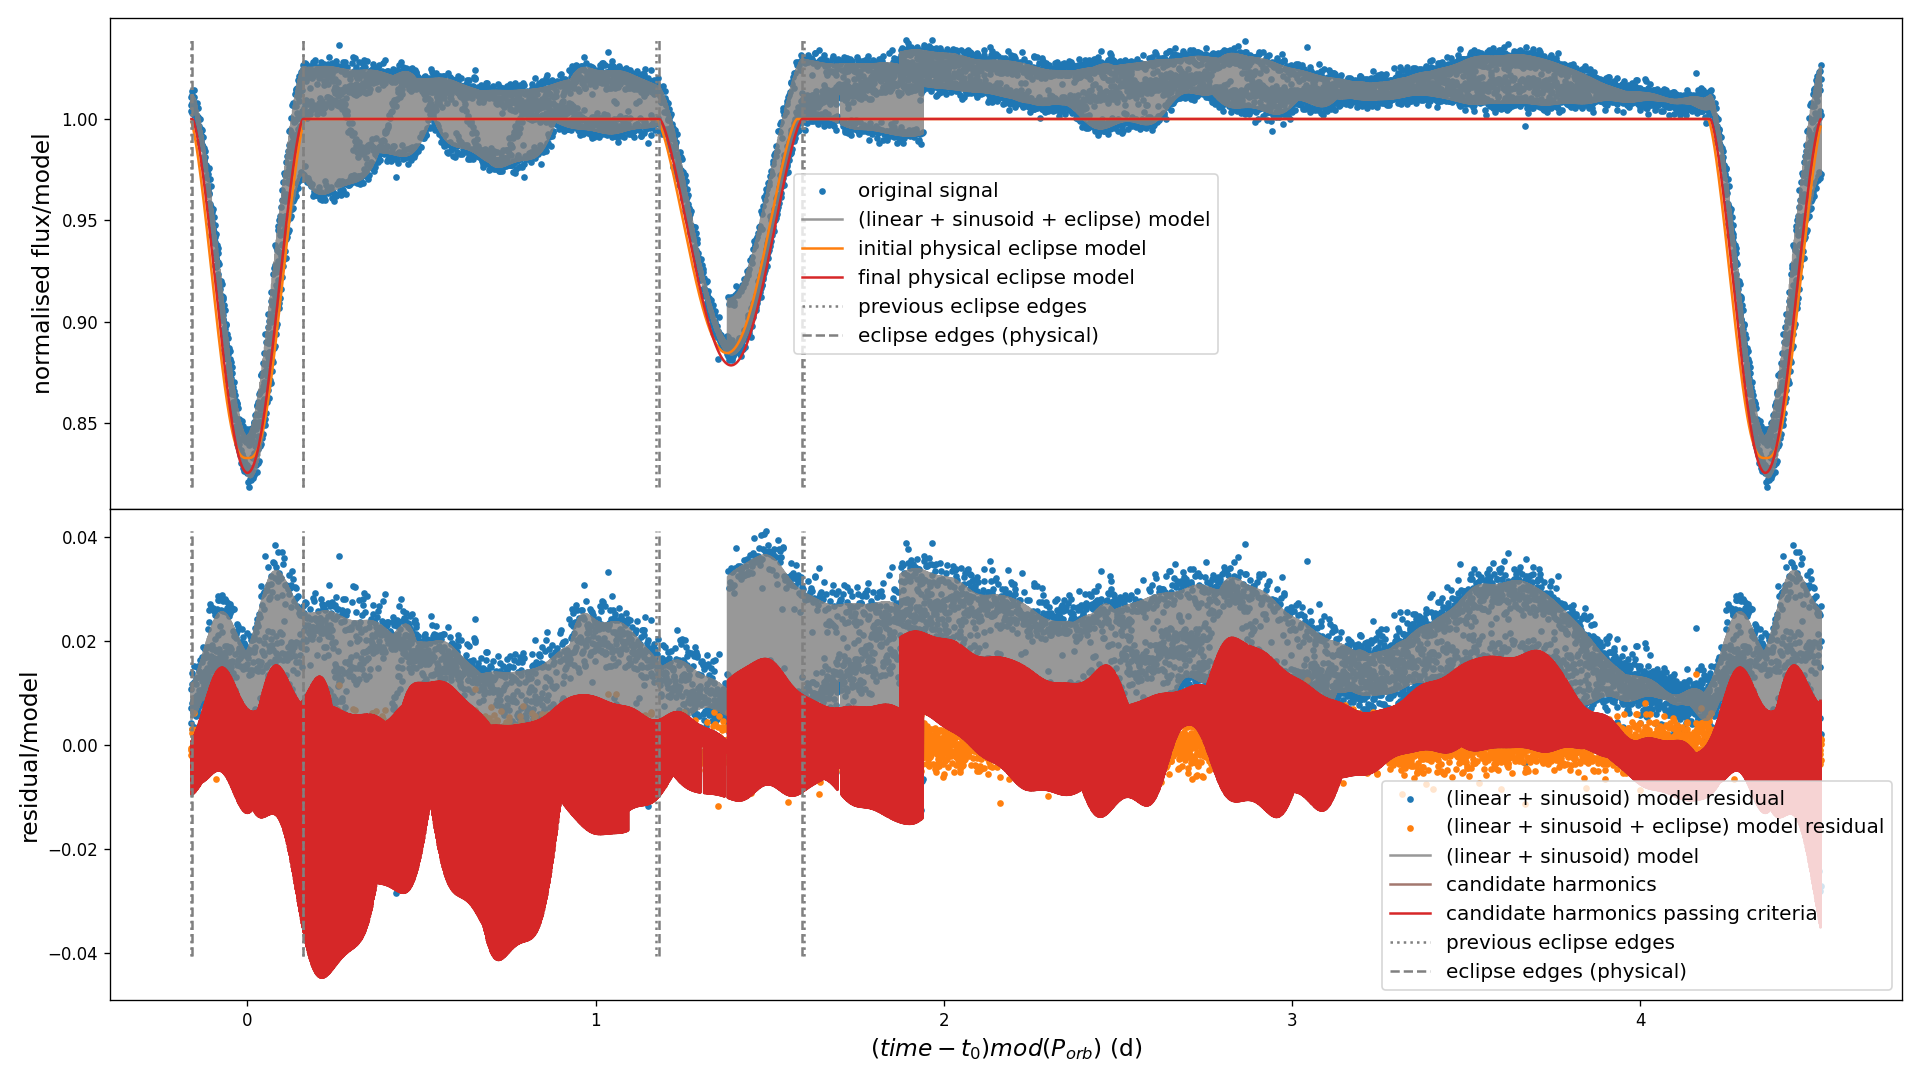 normalised flux/model
1.00
0.95
0.90
0.85
original signal
(linear + sinusoid + eclipse) model
initial physical eclipse model
final physical eclipse model
previous eclipse edges
eclipse edges (physical)
residual/model
0.04
0.02
0.00
−0.02
−0.04
(linear + sinusoid) model residual
(linear + sinusoid + eclipse) model residual
(linear + sinusoid) model
candidate harmonics
candidate harmonics passing criteria
previous eclipse edges
eclipse edges (physical)
0 1 2 3 4
(time − t₀)mod(Pₒᵣb) (d)